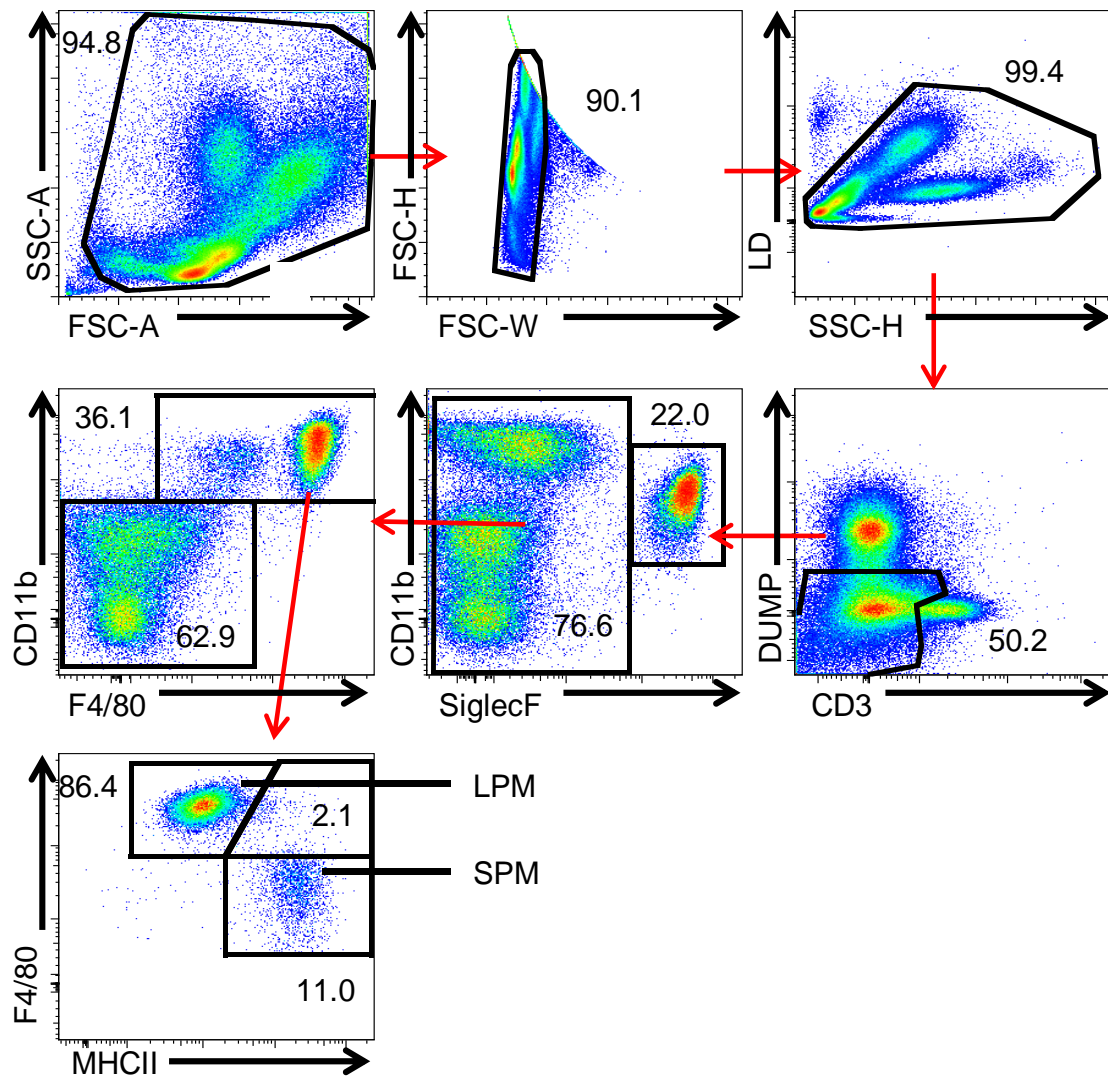 94.8
SSC-A
FSC-A
90.1
FSC-H
FSC-W
99.4
LD
SSC-H
36.1
62.9
CD11b
F4/80
22.0
76.6
CD11b
SiglecF
50.2
DUMP
CD3
86.4
LPM
2.1
SPM
11.0
F4/80
MHCII